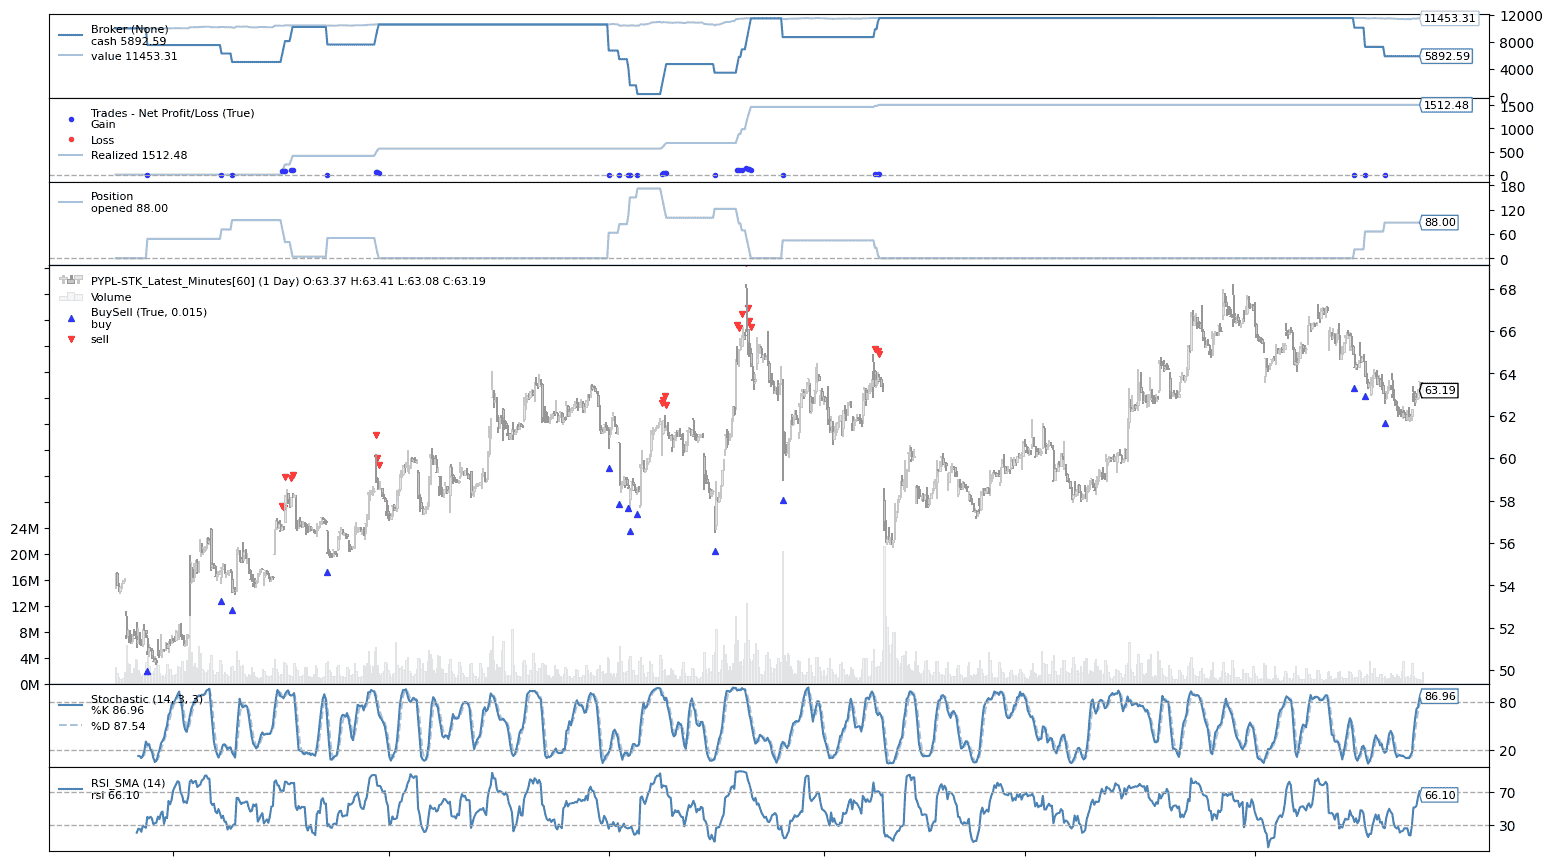 Broker (None)
cash 5892.59
value 11453.31
12000
11453.31
8000
5892.59
4000
0
Trades - Net Profit/Loss (True)
Gain
Loss
Realized 1512.48
1512.48
1500
1000
500
0
Position
opened 88.00
180
120
88.00
60
0
PYPL-STK_Latest_Minutes[60] (1 Day) O:63.37 H:63.41 L:63.08 C:63.19
Volume
BuySell (True, 0.015)
buy
sell
68
66
64
63.19
62
60
58
56
54
52
50
24M
20M
16M
12M
8M
4M
0M
Stochastic (14, 3, 3)
%K 86.96
%D 87.54
86.96
80
20
RSI_SMA (14)
rsi 66.10
70
66.10
30